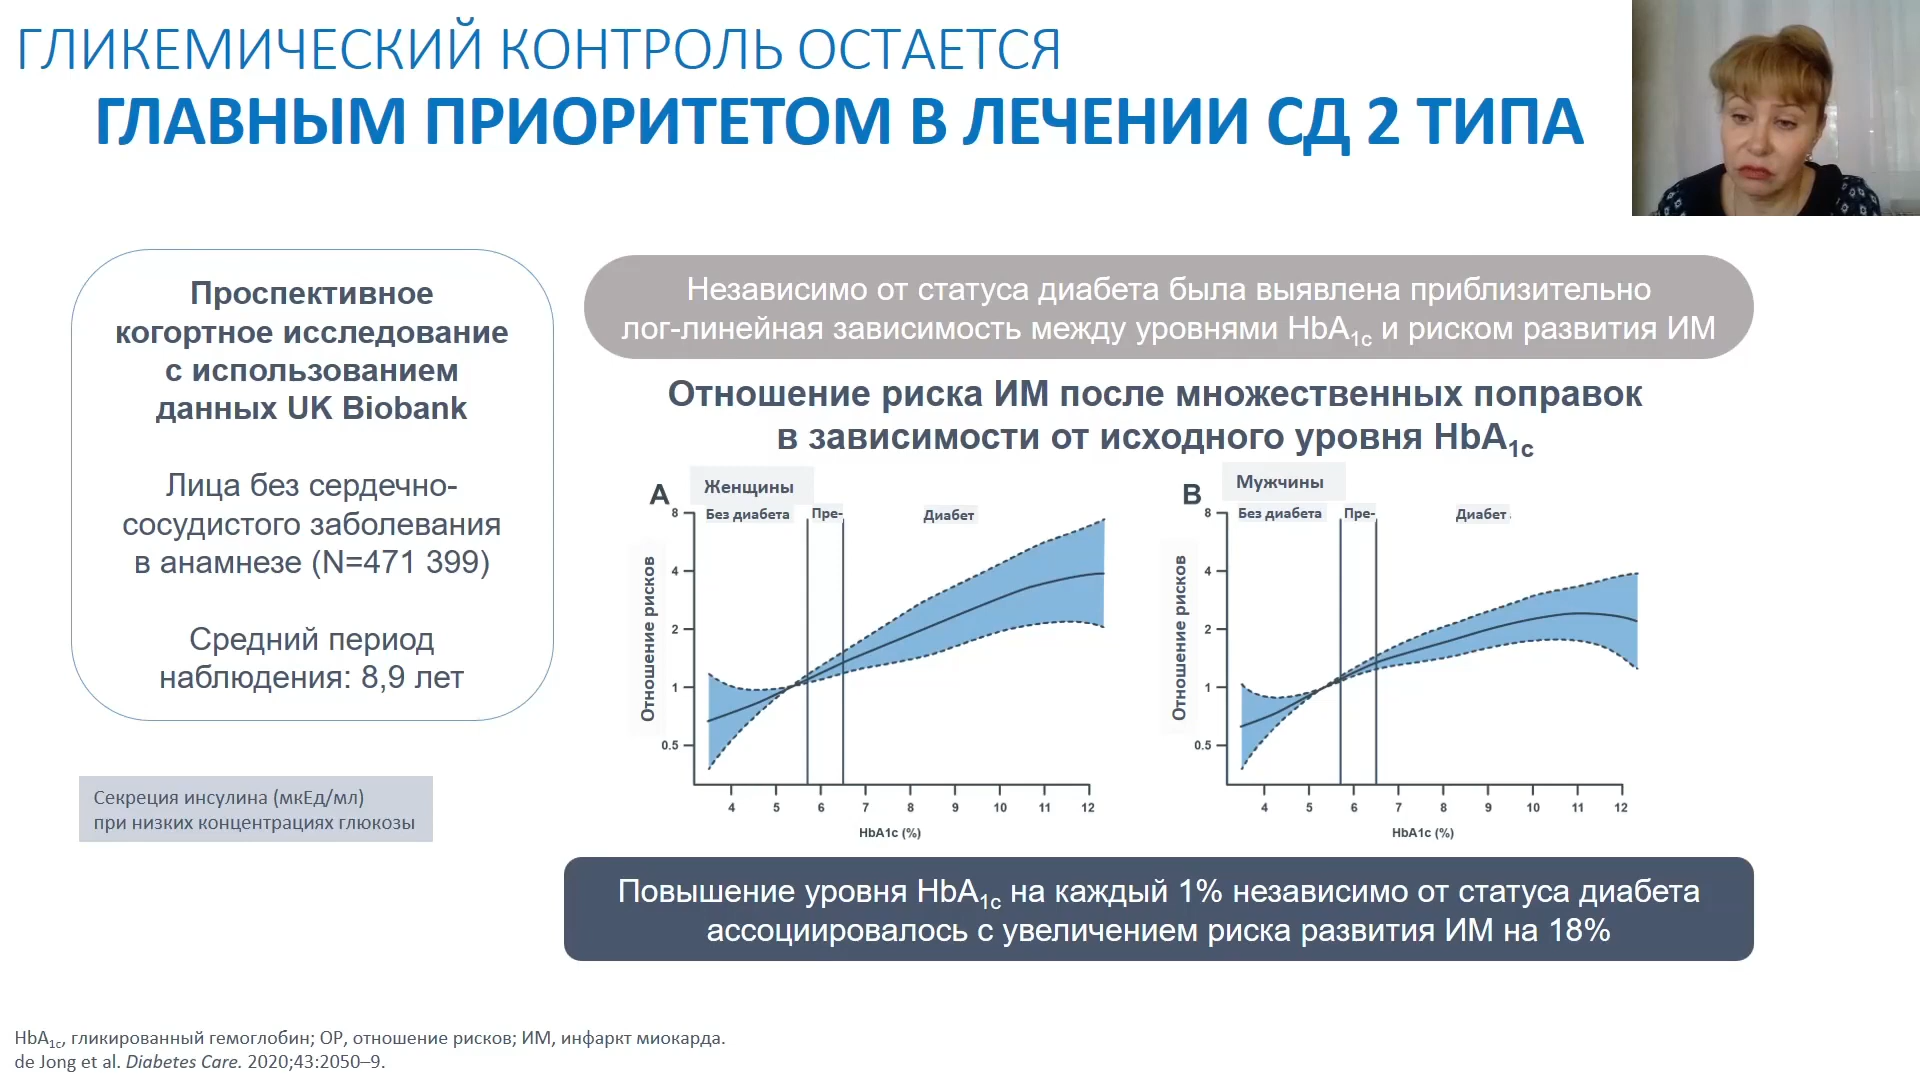 ГЛИКЕМИЧЕСКИЙ КОНТРОЛЬ ОСТАЕТСЯ
ГЛАВНЫМ ПРИОРИТЕТОМ В ЛЕЧЕНИИ СД 2 ТИПА
Проспективное
когортное исследование
с использованием
данных UK Biobank
Лица без сердечно-
сосудистого заболевания
в анамнезе (N=471 399)
Средний период
наблюдения: 8,9 лет
Секреция инсулина (мкЕд/мл)
при низких концентрациях глюкозы
Независимо от статуса диабета была выявлена приблизительно
лог-линейная зависимость между уровнями HbA1c и риском развития ИМ
Отношение риска ИМ после множественных поправок
в зависимости от исходного уровня HbA1c
A
Женщины
Без диабета Пре- Диабет
Отношение рисков
8
4
2
1
0.5
4 5 6 7 8 9 10 11 12
HbA1c (%)
B
Мужчины
Без диабета Пре- Диабет
Отношение рисков
8
4
2
1
0.5
4 5 6 7 8 9 10 11 12
HbA1c (%)
Повышение уровня HbA1c на каждый 1% независимо от статуса диабета
ассоциировалось с увеличением риска развития ИМ на 18%
HbA1c, гликированный гемоглобин; ОР, отношение рисков; ИМ, инфаркт миокарда.
de Jong et al. Diabetes Care. 2020;43:2050–9.